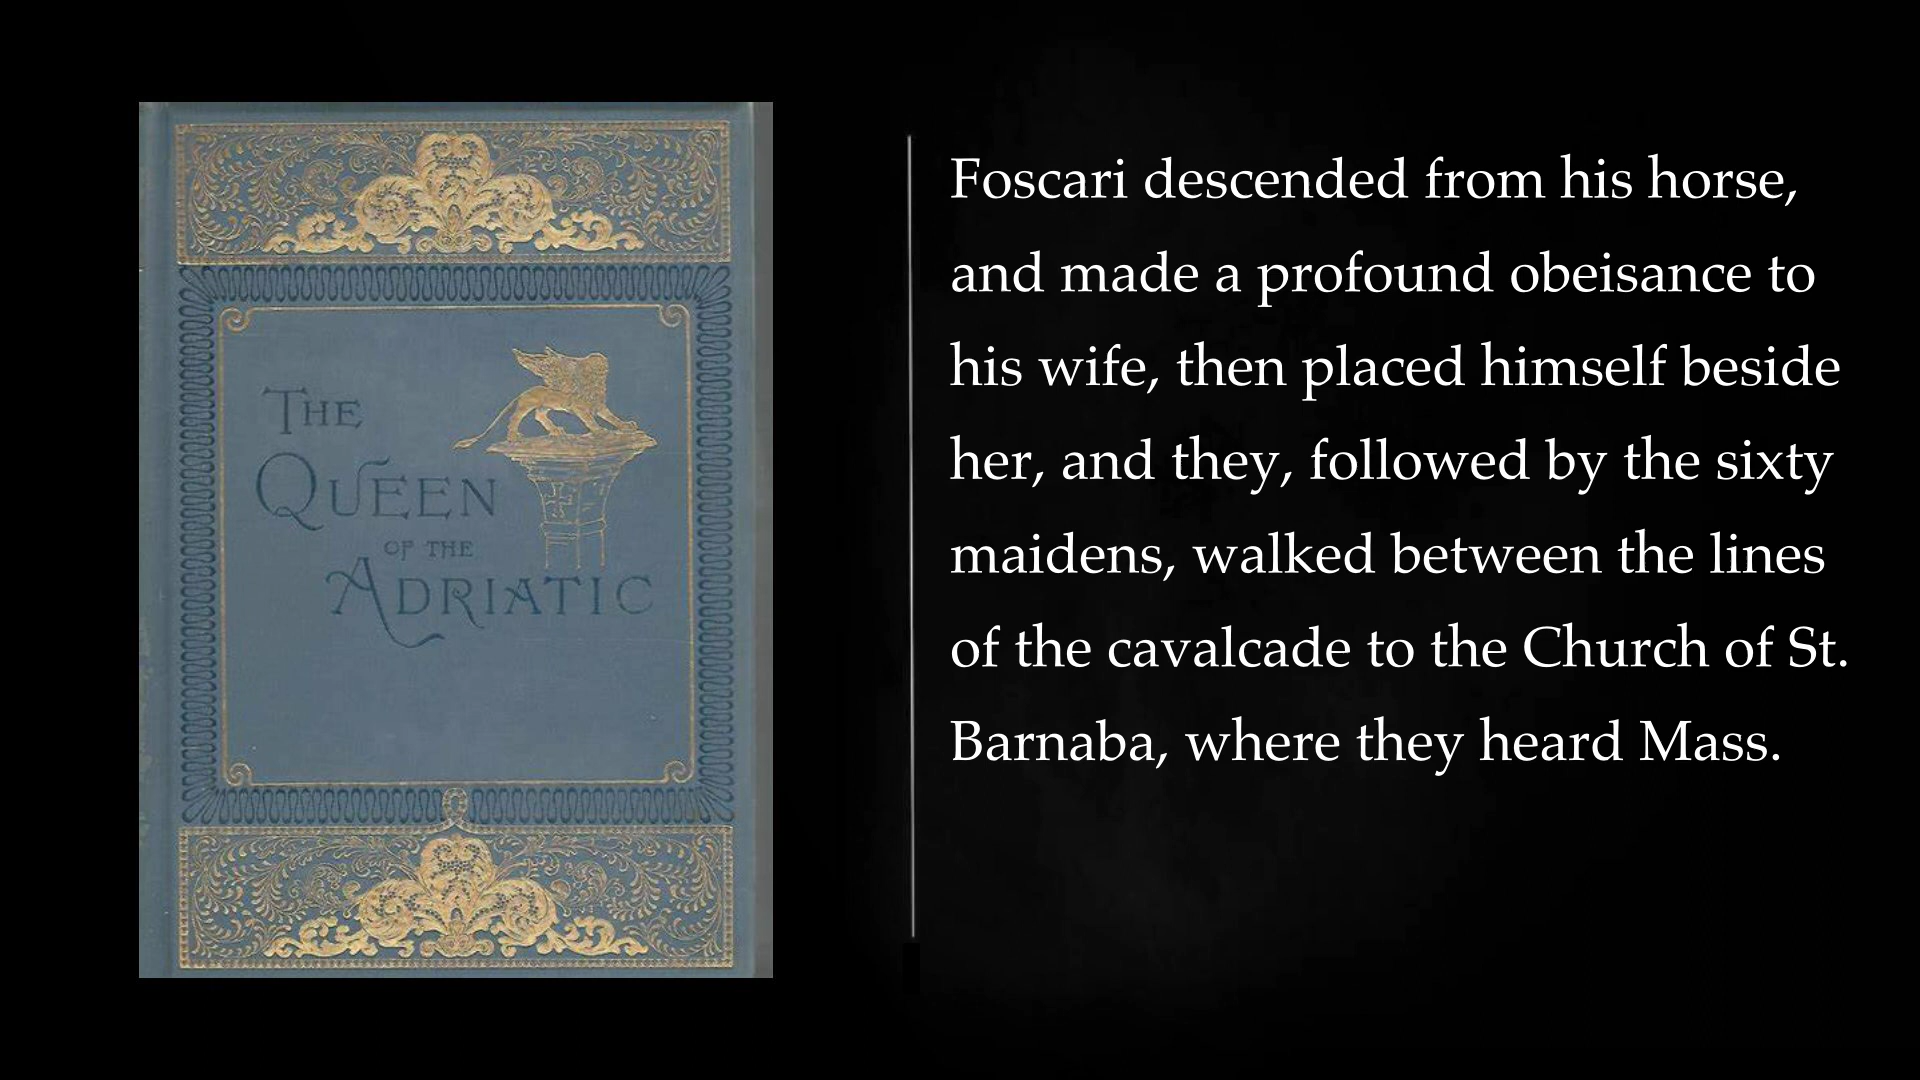 The
Queen
of the
Adriatic
Foscari descended from his horse,
and made a profound obeisance to
his wife, then placed himself beside
her, and they, followed by the sixty
maidens, walked between the lines
of the cavalcade to the Church of St.
Barnaba, where they heard Mass.